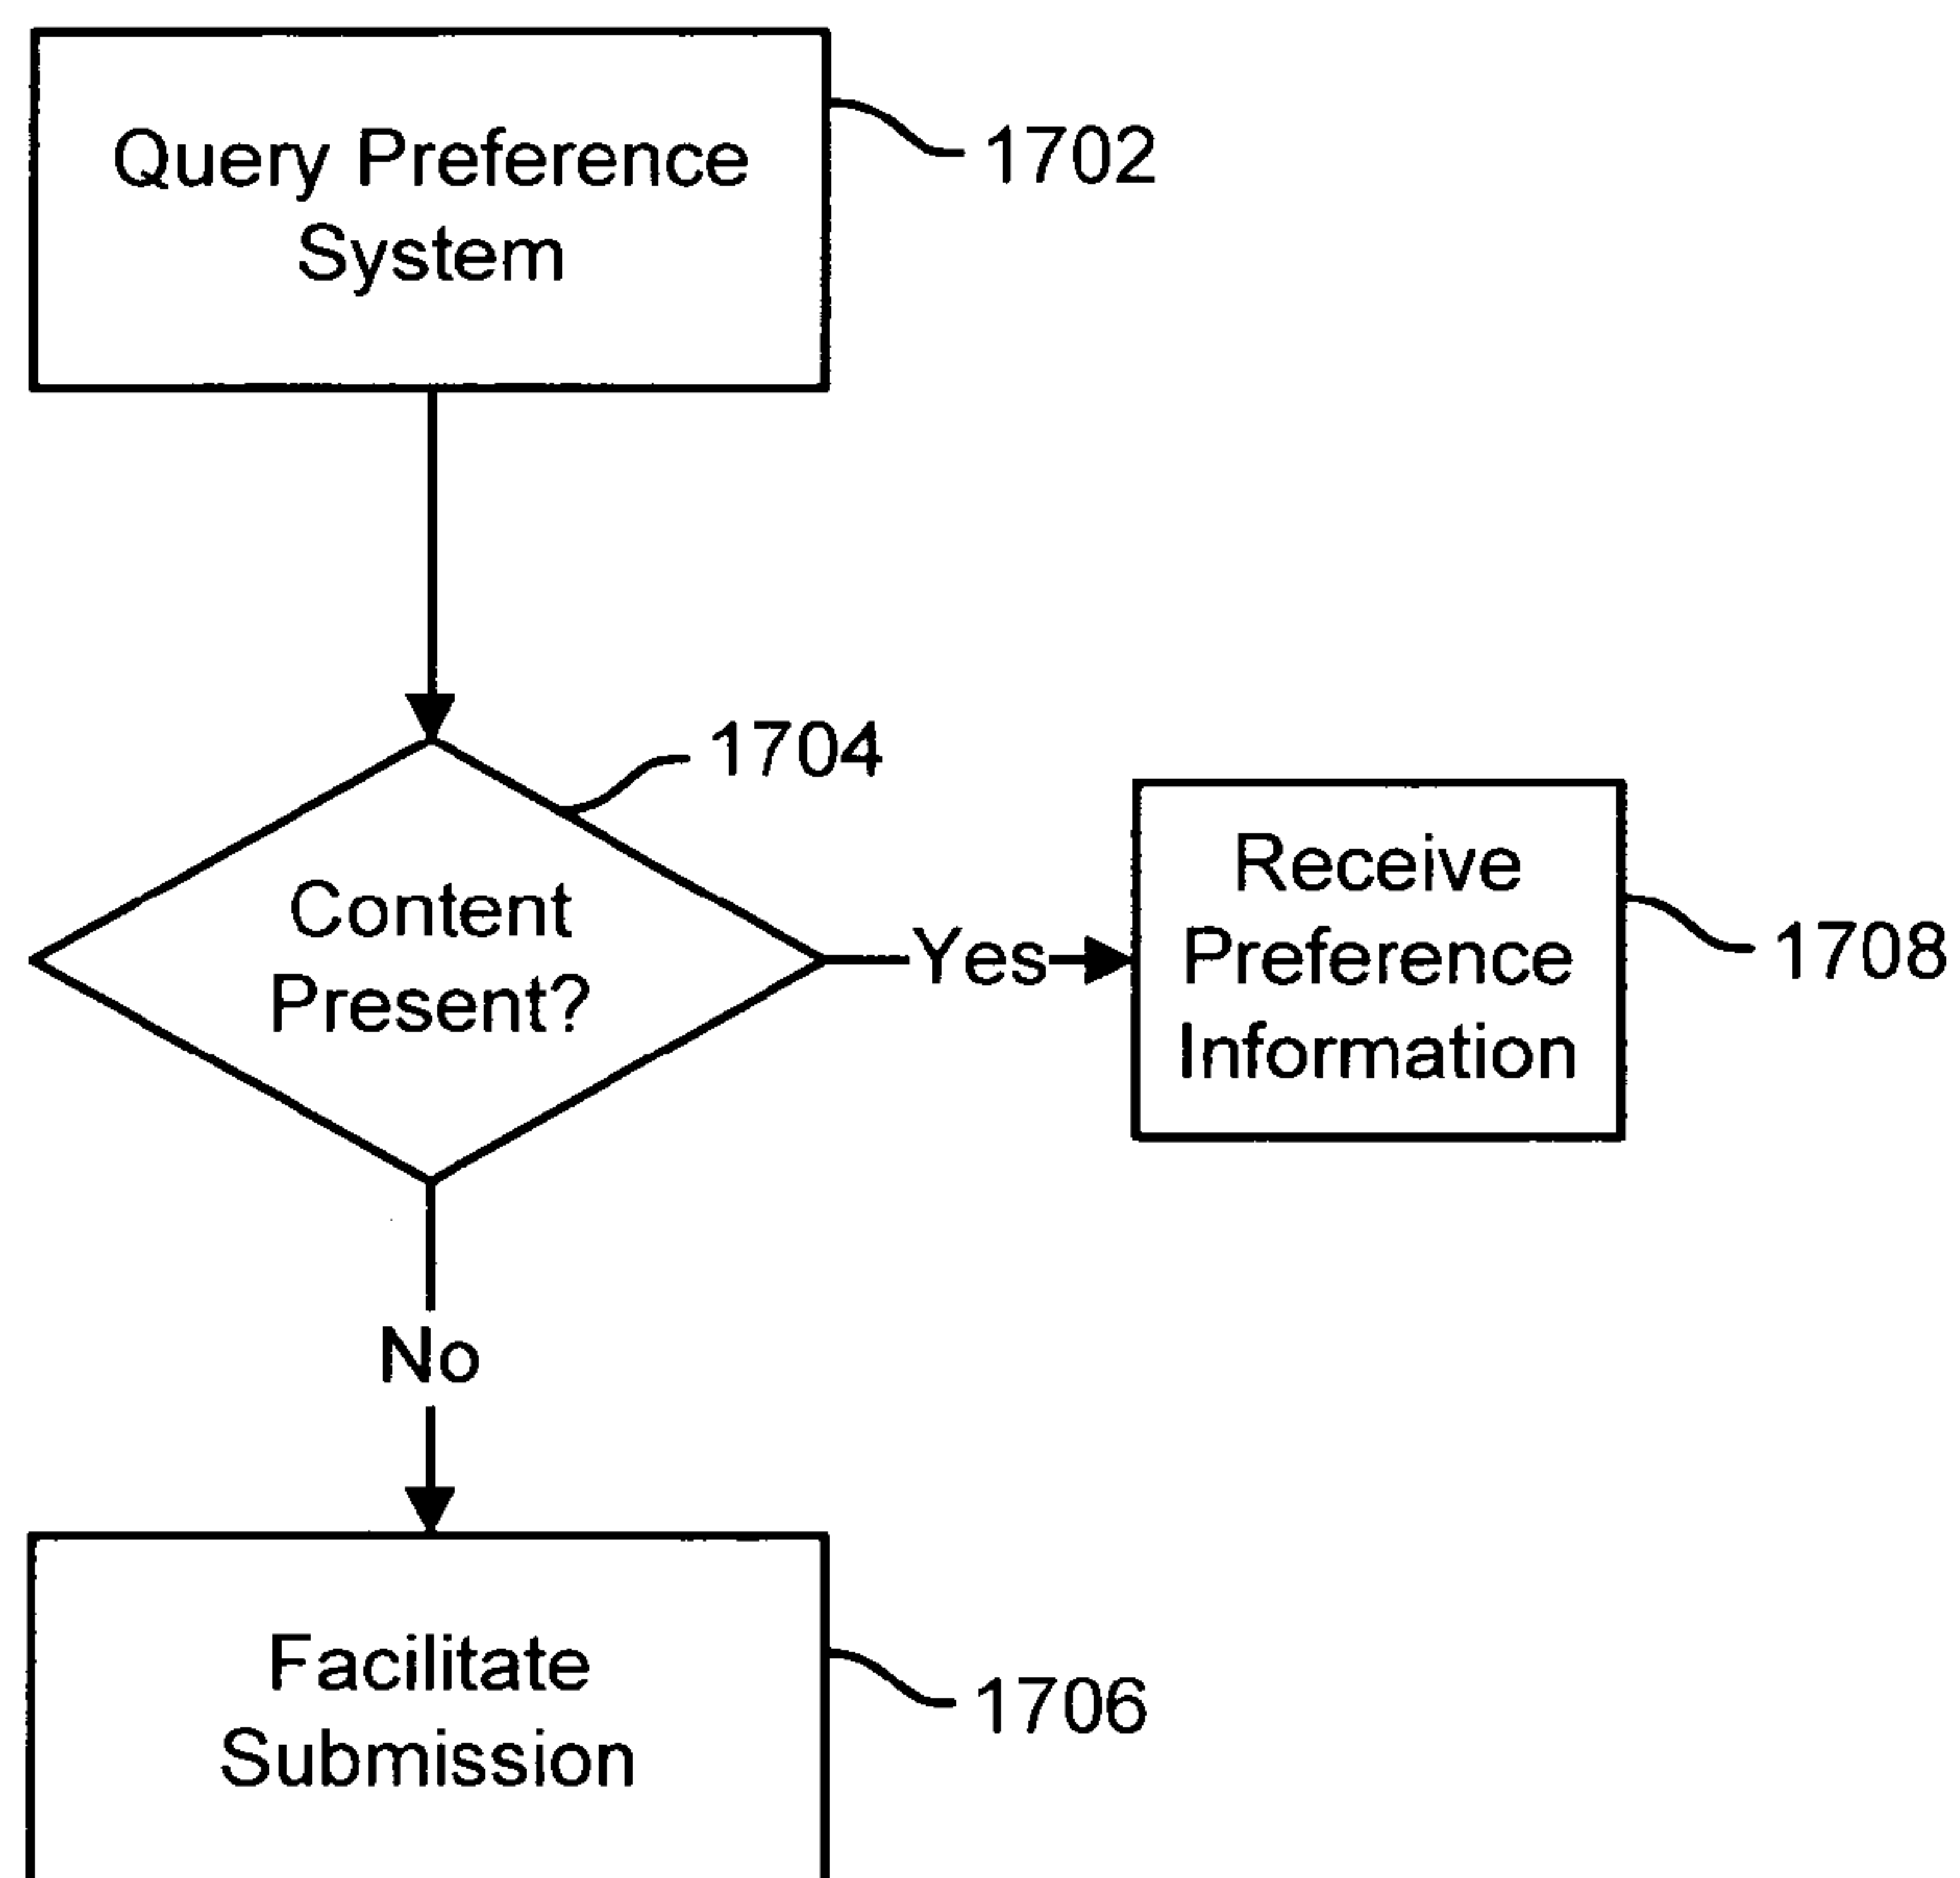 Query Preference
System
1702
1704
Content
Present?
Yes
Receive
Preference
Information
1708
No
Facilitate
Submission
1706